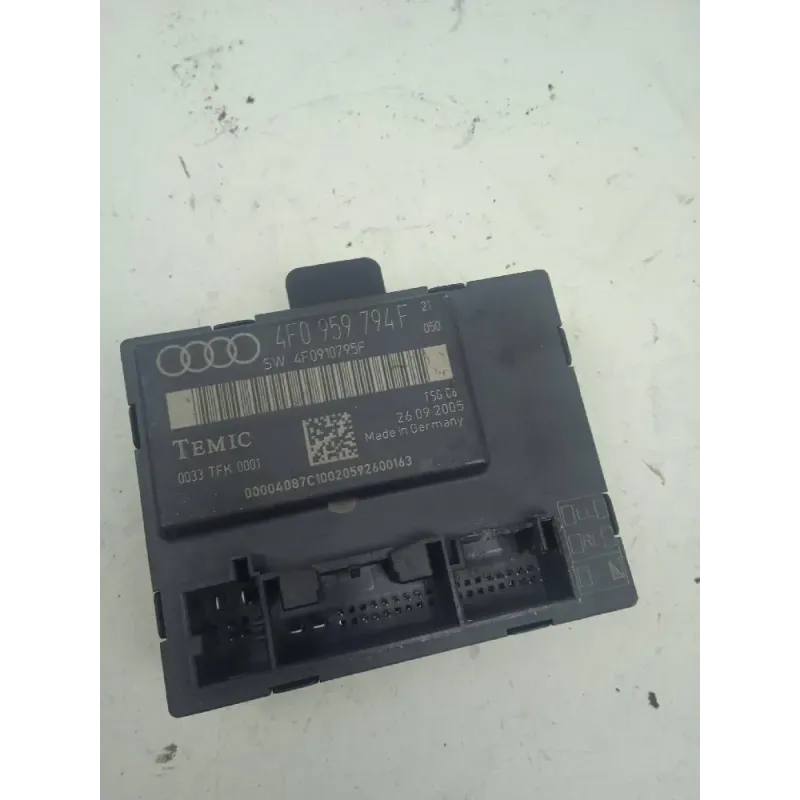 4F0 959 794F 21
SW 4F0910795F 050
TSG C6
TEMIC 26.09.2005
0033 TFK 0001 Made in Germany
00004087C10020592600163